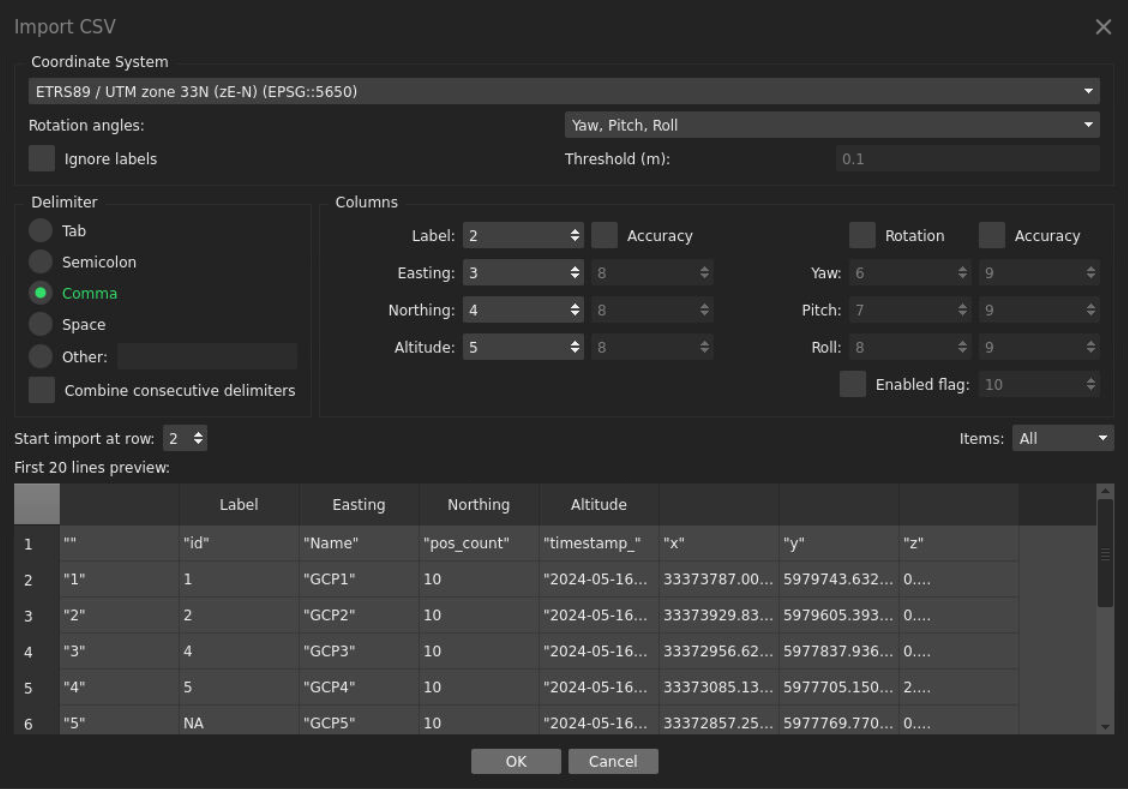 Import CSV
Coordinate System
ETRS89 / UTM zone 33N (zE-N) (EPSG::5650)
Rotation angles: Yaw, Pitch, Roll
Ignore labels Threshold (m): 0.1
Delimiter Columns
Tab Label: 2 Accuracy Rotation Accuracy
Semicolon Easting: 3 8 Yaw: 6 9
Comma Northing: 4 8 Pitch: 7 9
Space Altitude: 5 8 Roll: 8 9
Other:
Combine consecutive delimiters Enabled flag: 10
Start import at row: 2 Items: All
First 20 lines preview:
Label Easting Northing Altitude
1 "" "id" "Name" "pos_count" "timestamp_" "x" "y" "z"
2 "1" 1 "GCP1" 10 "2024-05-16... 33373787.00... 5979743.632... 0....
3 "2" 2 "GCP2" 10 "2024-05-16... 33373929.83... 5979605.393... 0....
4 "3" 4 "GCP3" 10 "2024-05-16... 33372956.62... 5977837.936... 0....
5 "4" 5 "GCP4" 10 "2024-05-16... 33373085.13... 5977705.150... 2....
6 "5" NA "GCP5" 10 "2024-05-16... 33372857.25... 5977769.770... 0....
OK Cancel